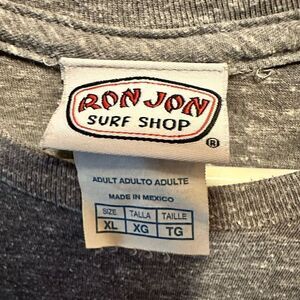 RON JON
SURF SHOP
®
ADULT ADULTO ADULTE
MADE IN MEXICO
SIZE TALLA TAILLE
XL XG TG